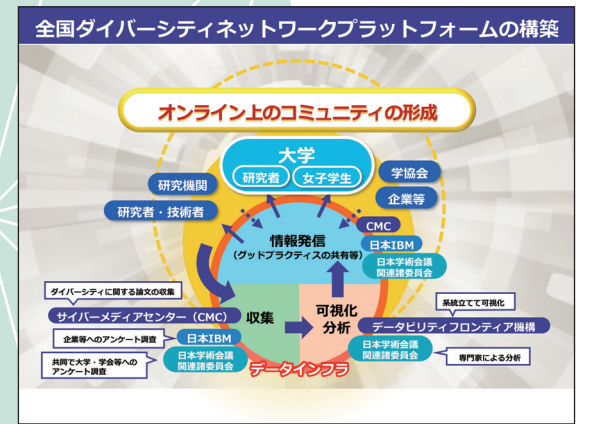 全国ダイバーシティネットワークプラットフォームの構築
オンライン上のコミュニティの形成
大学
研究者
女子学生
研究機関
研究者・技術者
学協会
企業等
情報発信
(グッドプラクティスの共有等)
CMC
日本IBM
日本学術会議
関連諸委員会
ダイバーシティに関する論文の収集
サイバーメディアセンター（CMC）
企業等へのアンケート調査
日本IBM
共同で大学・学会等への
アンケート調査
日本学術会議
関連諸委員会
収集
可視化
分析
系統立てて可視化
データビリティフロンティア機構
日本学術会議
関連諸委員会
専門家による分析
データインフラ